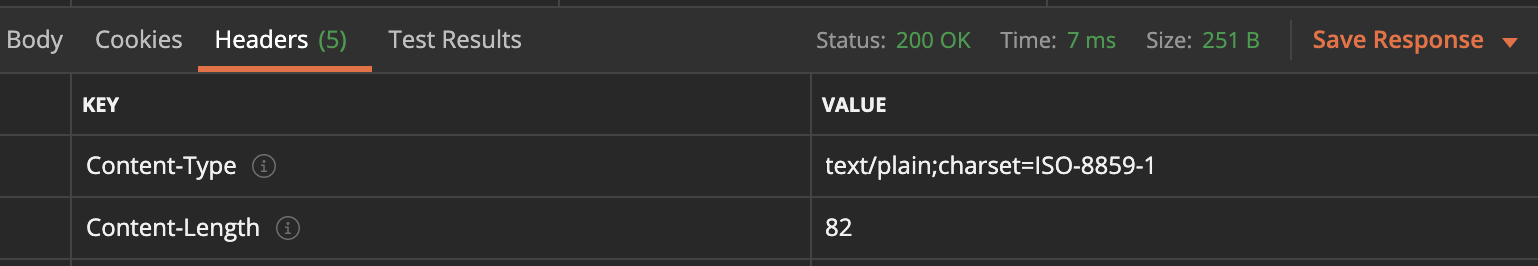 Body Cookies Headers (5) Test Results Status: 200 OK Time: 7 ms Size: 251 B Save Response
KEY VALUE
Content-Type text/plain;charset=ISO-8859-1
Content-Length 82